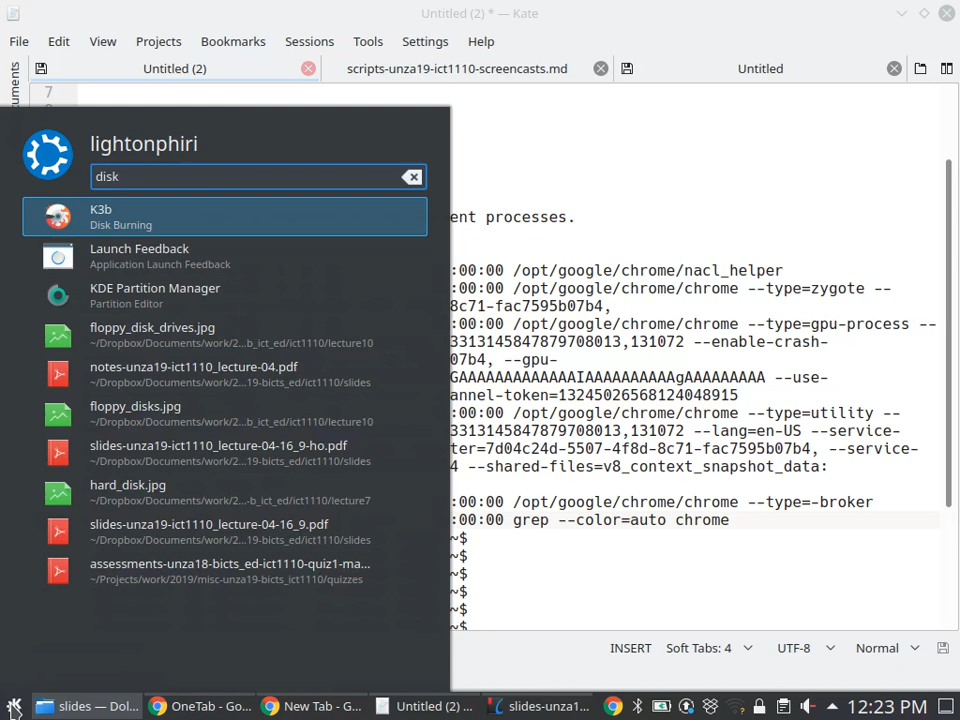 Untitled (2) * — Kate
File Edit View Projects Bookmarks Sessions Tools Settings Help
Untitled (2) scripts-unza19-ict1110-screencasts.md Untitled
7
lightonphiri
disk
K3b
Disk Burning
Launch Feedback
Application Launch Feedback
KDE Partition Manager
Partition Editor
floppy_disk_drives.jpg
~/Dropbox/Documents/work/2...b_ict_ed/ict1110/lecture10
notes-unza19-ict1110_lecture-04.pdf
~/Dropbox/Documents/work/2...19-bicts_ed/ict1110/slides
floppy_disks.jpg
~/Dropbox/Documents/work/2...b_ict_ed/ict1110/lecture10
slides-unza19-ict1110_lecture-04-16_9-ho.pdf
~/Dropbox/Documents/work/2...19-bicts_ed/ict1110/slides
hard_disk.jpg
~/Dropbox/Documents/work/2...-b_ict_ed/ict1110/lecture7
slides-unza19-ict1110_lecture-04-16_9.pdf
~/Dropbox/Documents/work/2...19-bicts_ed/ict1110/slides
assessments-unza18-bicts_ed-ict1110-quiz1-ma...
~/Projects/work/2019/misc-unza19-bicts_ict1110/quizzes
ent processes.
:00:00 /opt/google/chrome/nacl_helper
:00:00 /opt/google/chrome/chrome --type=zygote --
8c71-fac7595b07b4,
:00:00 /opt/google/chrome/chrome --type=gpu-process --
3313145847879708013,131072 --enable-crash-
07b4, --gpu-
GAAAAAAAAAAAAAIAAAAAAAAAAgAAAAAAAAA --use-
annel-token=13245026568124048915
:00:00 /opt/google/chrome/chrome --type=utility --
3313145847879708013,131072 --lang=en-US --service-
ter=7d04c24d-5507-4f8d-8c71-fac7595b07b4, --service-
4 --shared-files=v8_context_snapshot_data:
:00:00 /opt/google/chrome/chrome --type=-broker
:00:00 grep --color=auto chrome
~$
~$
~$
~$
~$
~$
INSERT Soft Tabs: 4 UTF-8 Normal
slides — Dol... OneTab - Go... New Tab - G... Untitled (2) ... slides-unza1... 12:23 PM